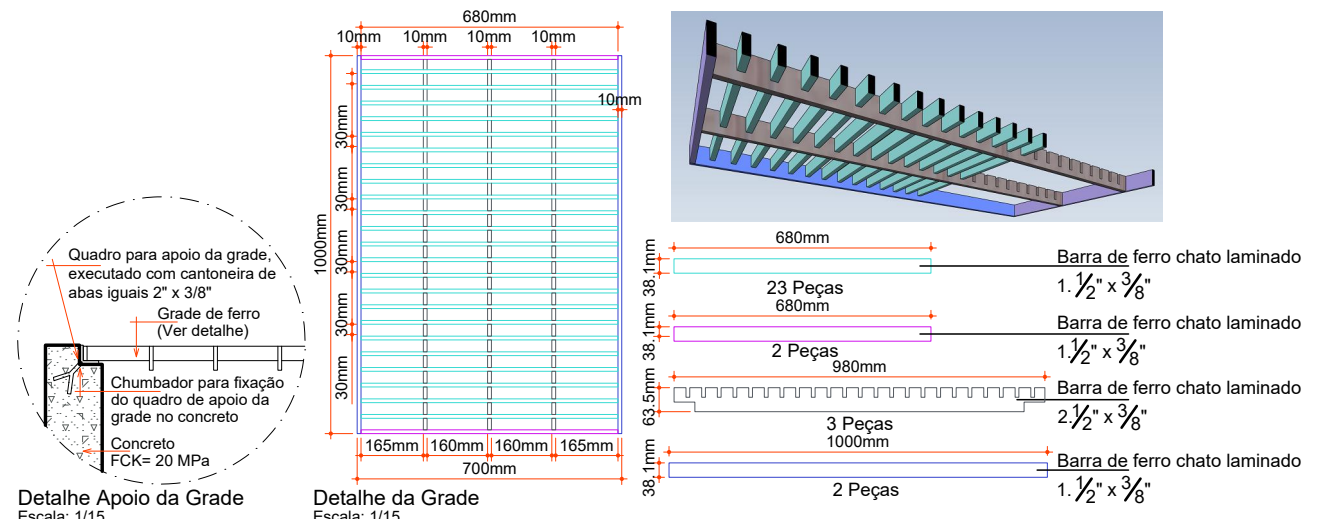 Quadro para apoio da grade,
executado com cantoneira de
abas iguais 2" x 3/8"
Grade de ferro
(Ver detalhe)
Chumbador para fixação
do quadro de apoio da
grade no concreto
Concreto
FCK= 20 MPa
Detalhe Apoio da Grade
Escala: 1/15
680mm
10mm 10mm 10mm 10mm
10mm
30mm
30mm
30mm
30mm
30mm
1000mm
165mm 160mm 160mm 165mm
700mm
Detalhe da Grade
Escala: 1/15
680mm
38.1mm
23 Peças
Barra de ferro chato laminado
1.1/2" x 3/8"
680mm
38.1mm
2 Peças
Barra de ferro chato laminado
1.1/2" x 3/8"
980mm
63.5mm
3 Peças
Barra de ferro chato laminado
2.1/2" x 3/8"
1000mm
38.1mm
2 Peças
Barra de ferro chato laminado
1.1/2" x 3/8"